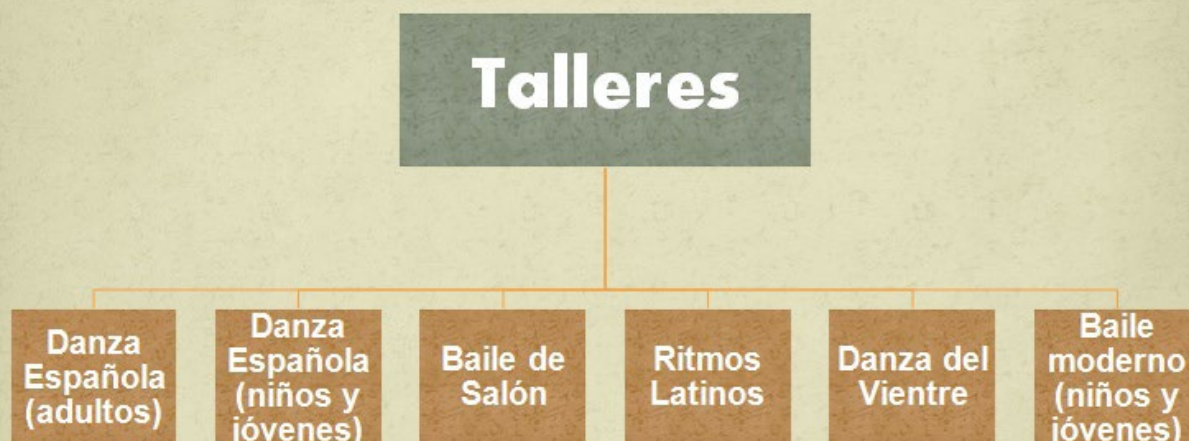 Talleres
Danza
Española
(adultos)
Danza
Española
(niños y
jóvenes)
Baile de
Salón
Ritmos
Latinos
Danza del
Vientre
Baile
moderno
(niños y
jóvenes)